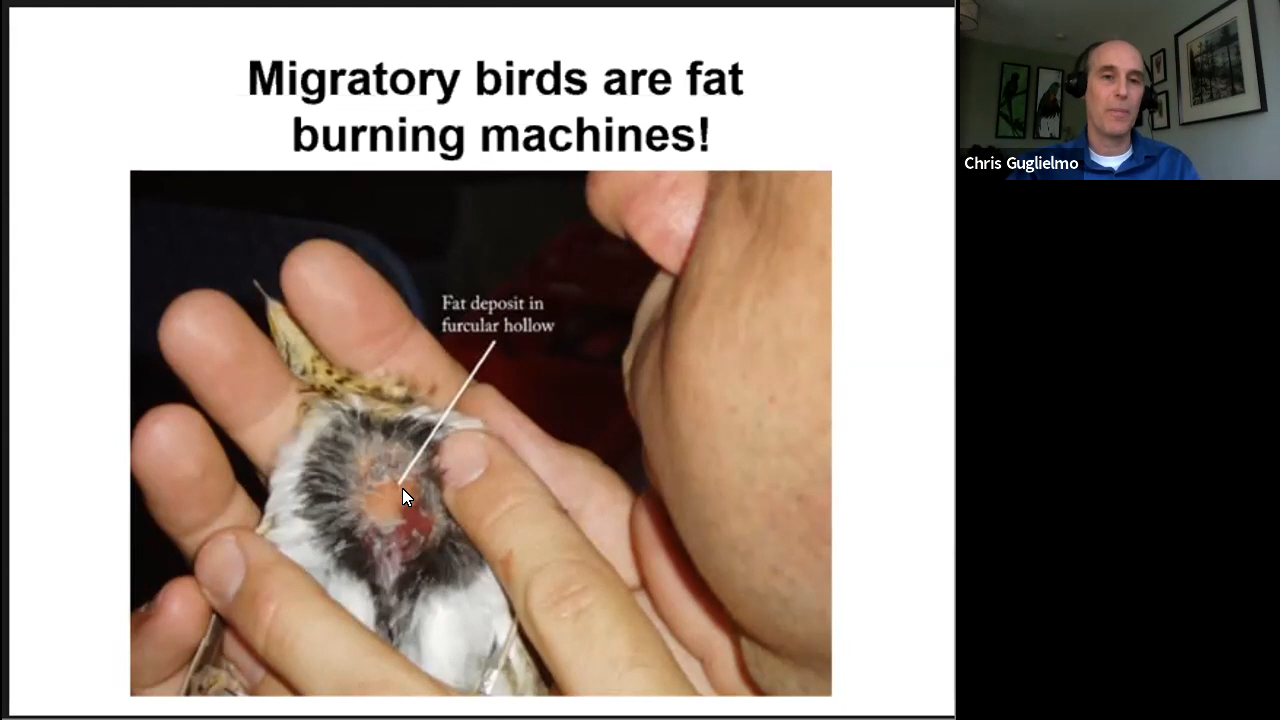 Migratory birds are fat
burning machines!
Fat deposit in
furcular hollow
Chris Guglielmo